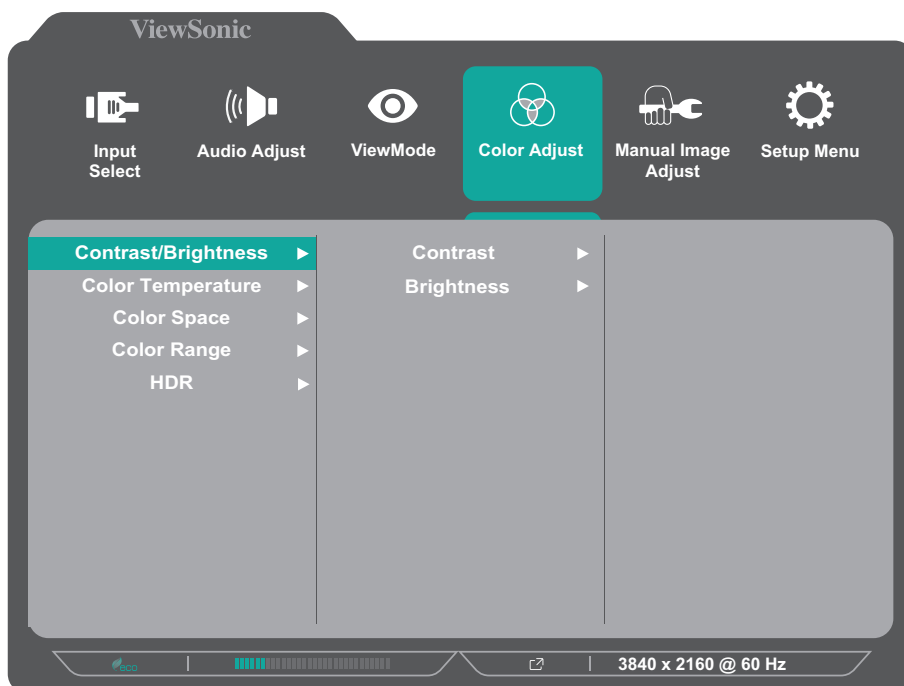 ViewSonic
Input
Select
Audio Adjust
ViewMode
Color Adjust
Manual Image
Adjust
Setup Menu
Contrast/Brightness
Color Temperature
Color Space
Color Range
HDR
Contrast
Brightness
eco
3840 x 2160 @ 60 Hz